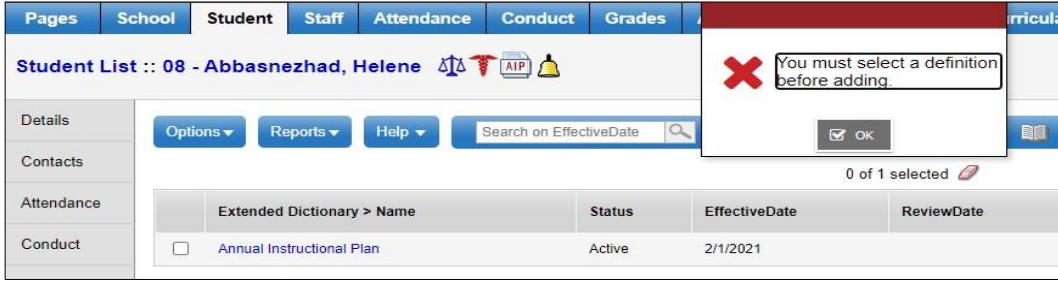 Pages School Student Staff Attendance Conduct Grades
Student List :: 08 - Abbasnezhad, Helene AIP
You must select a definition
before adding.
OK
Details
Contacts
Attendance
Conduct
Options Reports Help Search on EffectiveDate
0 of 1 selected
Extended Dictionary > Name Status EffectiveDate ReviewDate
Annual Instructional Plan Active 2/1/2021